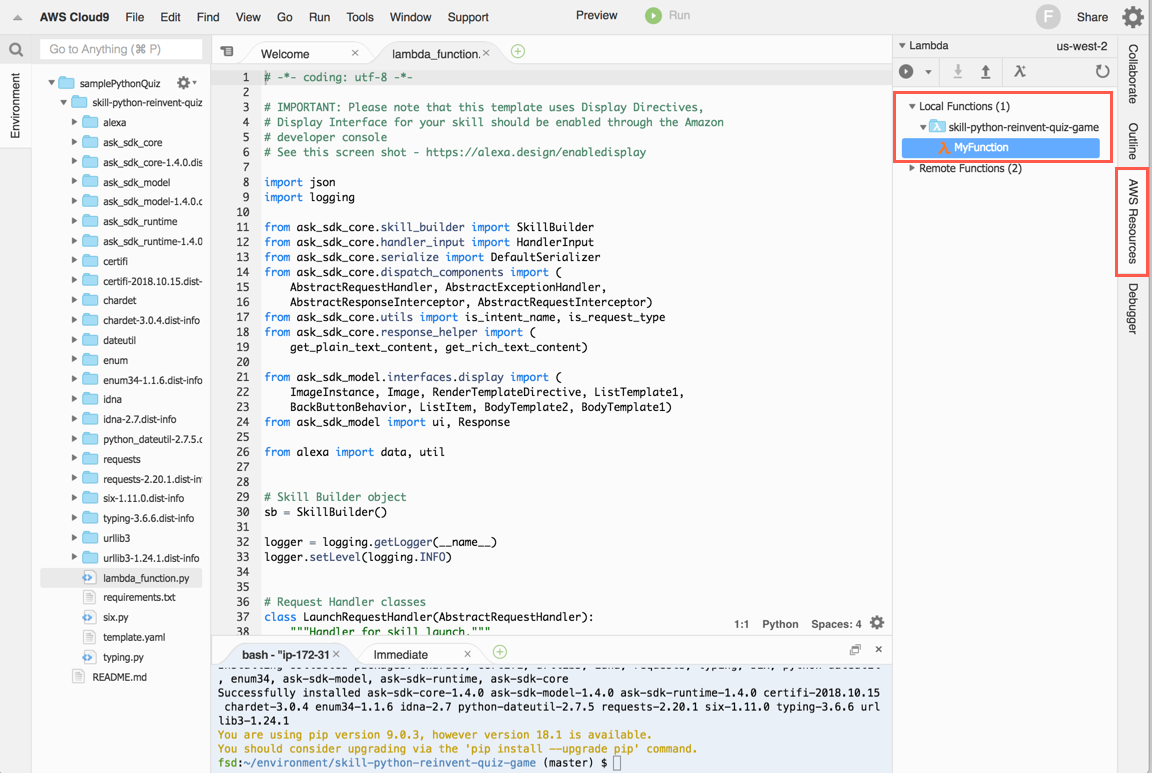 AWS Cloud9 File Edit Find View Go Run Tools Window Support Preview Run F Share
Go to Anything (⌘ P)
Environment
samplePythonQuiz
skill-python-reinvent-quiz
alexa
ask_sdk_core
ask_sdk_core-1.4.0.dis
ask_sdk_model
ask_sdk_model-1.4.0.c
ask_sdk_runtime
ask_sdk_runtime-1.4.0
certifi
certifi-2018.10.15.dist-
chardet
chardet-3.0.4.dist-info
dateutil
enum
enum34-1.1.6.dist-info
idna
idna-2.7.dist-info
python_dateutil-2.7.5.c
requests
requests-2.20.1.dist-in
six-1.11.0.dist-info
typing-3.6.6.dist-info
urllib3
urllib3-1.24.1.dist-info
lambda_function.py
requirements.txt
six.py
template.yaml
typing.py
README.md
Welcome × lambda_function. ×
1 # -*- coding: utf-8 -*-
2
3 # IMPORTANT: Please note that this template uses Display Directives,
4 # Display Interface for your skill should be enabled through the Amazon
5 # developer console
6 # See this screen shot - https://alexa.design/enabledisplay
7
8 import json
9 import logging
10
11 from ask_sdk_core.skill_builder import SkillBuilder
12 from ask_sdk_core.handler_input import HandlerInput
13 from ask_sdk_core.serialize import DefaultSerializer
14 from ask_sdk_core.dispatch_components import (
15 AbstractRequestHandler, AbstractExceptionHandler,
16 AbstractResponseInterceptor, AbstractRequestInterceptor)
17 from ask_sdk_core.utils import is_intent_name, is_request_type
18 from ask_sdk_core.response_helper import (
19 get_plain_text_content, get_rich_text_content)
20
21 from ask_sdk_model.interfaces.display import (
22 ImageInstance, Image, RenderTemplateDirective, ListTemplate1,
23 BackButtonBehavior, ListItem, BodyTemplate2, BodyTemplate1)
24 from ask_sdk_model import ui, Response
25
26 from alexa import data, util
27
28
29 # Skill Builder object
30 sb = SkillBuilder()
31
32 logger = logging.getLogger(__name__)
33 logger.setLevel(logging.INFO)
34
35
36 # Request Handler classes
37 class LaunchRequestHandler(AbstractRequestHandler):
38 """Handler for skill launch."""
1:1 Python Spaces: 4
bash - "ip-172-31 × Immediate ×
Installing collected packages: chardet, urllib3, idna, requests, typing, six, python-dateutil
, enum34, ask-sdk-model, ask-sdk-runtime, ask-sdk-core
Successfully installed ask-sdk-core-1.4.0 ask-sdk-model-1.4.0 ask-sdk-runtime-1.4.0 certifi-2018.10.15
chardet-3.0.4 enum34-1.1.6 idna-2.7 python-dateutil-2.7.5 requests-2.20.1 six-1.11.0 typing-3.6.6 url
lib3-1.24.1
You are using pip version 9.0.3, however version 18.1 is available.
You should consider upgrading via the 'pip install --upgrade pip' command.
fsd:~/environment/skill-python-reinvent-quiz-game (master) $
Lambda us-west-2
Local Functions (1)
skill-python-reinvent-quiz-game
MyFunction
Remote Functions (2)
Collaborate
Outline
AWS Resources
Debugger